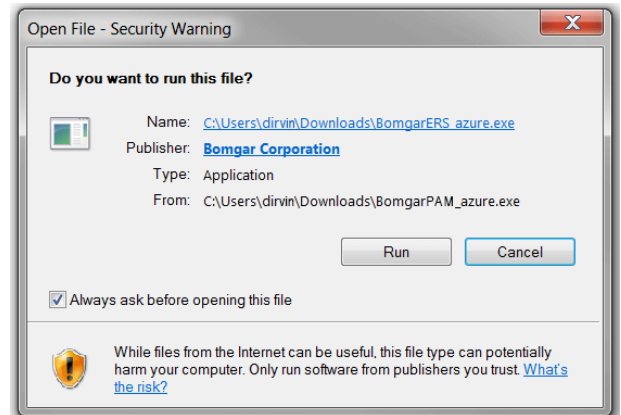 Open File - Security Warning
Do you want to run this file?
Name: C:\Users\dirvin\Downloads\BomgarERS_azure.exe
Publisher: Bomgar Corporation
Type: Application
From: C:\Users\dirvin\Downloads\BomgarPAM_azure.exe
Run Cancel
Always ask before opening this file
While files from the Internet can be useful, this file type can potentially
harm your computer. Only run software from publishers you trust. What's
the risk?